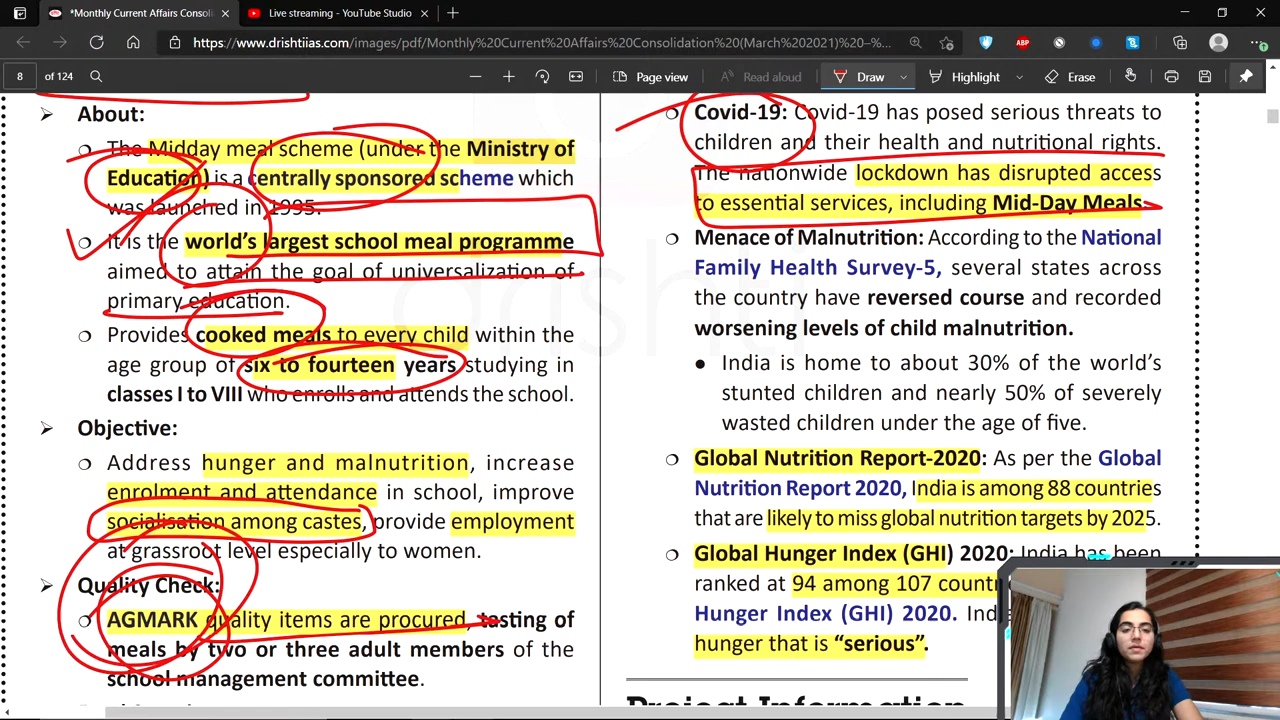 *Monthly Current Affairs Consoli
Live streaming - YouTube Studio
https://www.drishtiias.com/images/pdf/Monthly%20Current%20Affairs%20Consolidation%20(March%202021)%20–%...
ABP
8 of 124
Page view
Read aloud
Draw
Highlight
Erase
About:
The Midday meal scheme (under the Ministry of
Education) is a centrally sponsored scheme which
was launched in 1995.
It is the world's largest school meal programme
aimed to attain the goal of universalization of
primary education.
Provides cooked meals to every child within the
age group of six to fourteen years studying in
classes I to VIII who enrolls and attends the school.
Objective:
Address hunger and malnutrition, increase
enrolment and attendance in school, improve
socialisation among castes, provide employment
at grassroot level especially to women.
Quality Check:
AGMARK quality items are procured, tasting of
meals by two or three adult members of the
school management committee.
Covid-19: Covid-19 has posed serious threats to
children and their health and nutritional rights.
The nationwide lockdown has disrupted access
to essential services, including Mid-Day Meals
Menace of Malnutrition: According to the National
Family Health Survey-5, several states across
the country have reversed course and recorded
worsening levels of child malnutrition.
India is home to about 30% of the world's
stunted children and nearly 50% of severely
wasted children under the age of five.
Global Nutrition Report-2020: As per the Global
Nutrition Report 2020, India is among 88 countries
that are likely to miss global nutrition targets by 2025.
Global Hunger Index (GHI) 2020: India has been
ranked at 94 among 107 countr
Hunger Index (GHI) 2020. Indi
hunger that is "serious".
Project Information
drishti